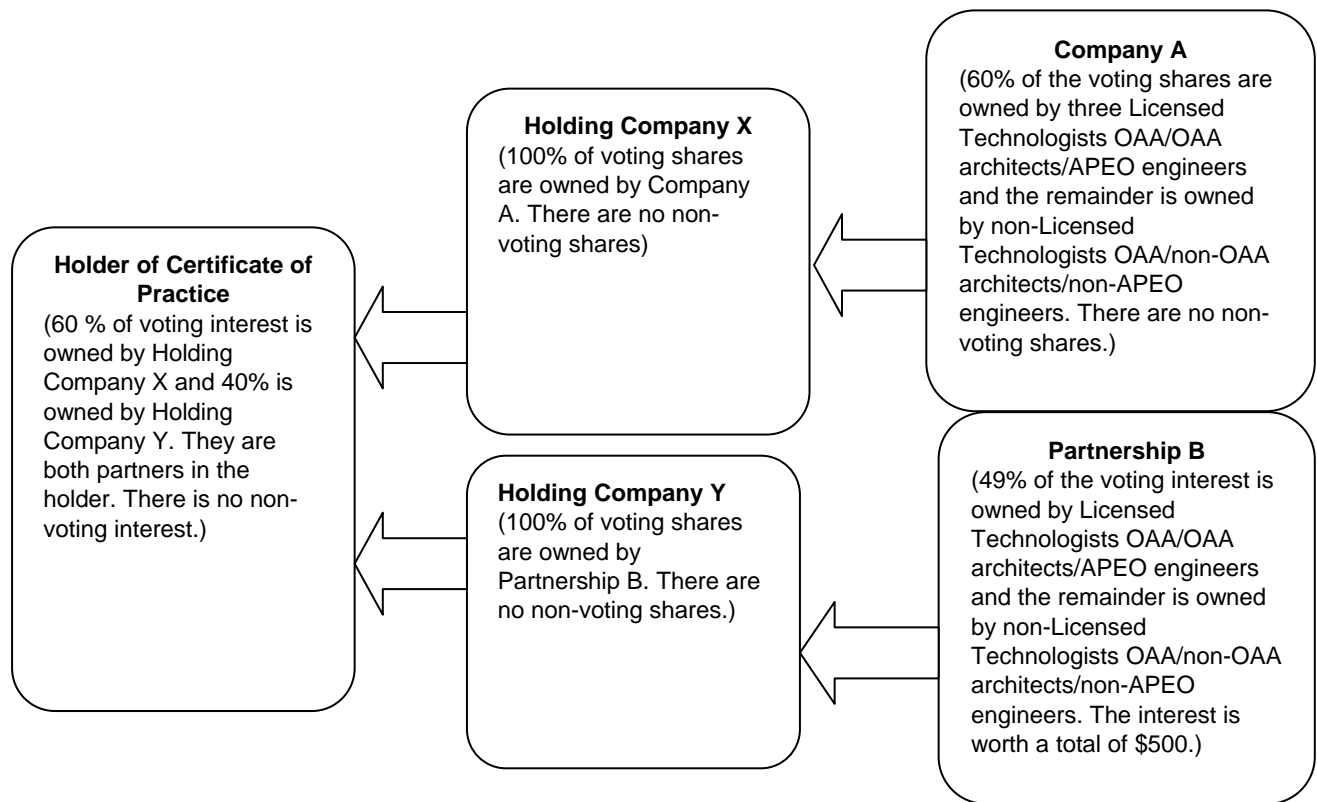 Holder of Certificate of
Practice
(60 % of voting interest is
owned by Holding
Company X and 40% is
owned by Holding
Company Y. They are
both partners in the
holder. There is no non-
voting interest.)
Holding Company X
(100% of voting shares
are owned by Company
A. There are no non-
voting shares)
Company A
(60% of the voting shares are
owned by three Licensed
Technologists OAA/OAA
architects/APEO engineers
and the remainder is owned
by non-Licensed
Technologists OAA/non-OAA
architects/non-APEO
engineers. There are no non-
voting shares.)
Holding Company Y
(100% of voting shares
are owned by
Partnership B. There are
no non-voting shares.)
Partnership B
(49% of the voting interest is
owned by Licensed
Technologists OAA/OAA
architects/APEO engineers
and the remainder is owned
by non-Licensed
Technologists OAA/non-OAA
architects/non-APEO
engineers. The interest is
worth a total of $500.)